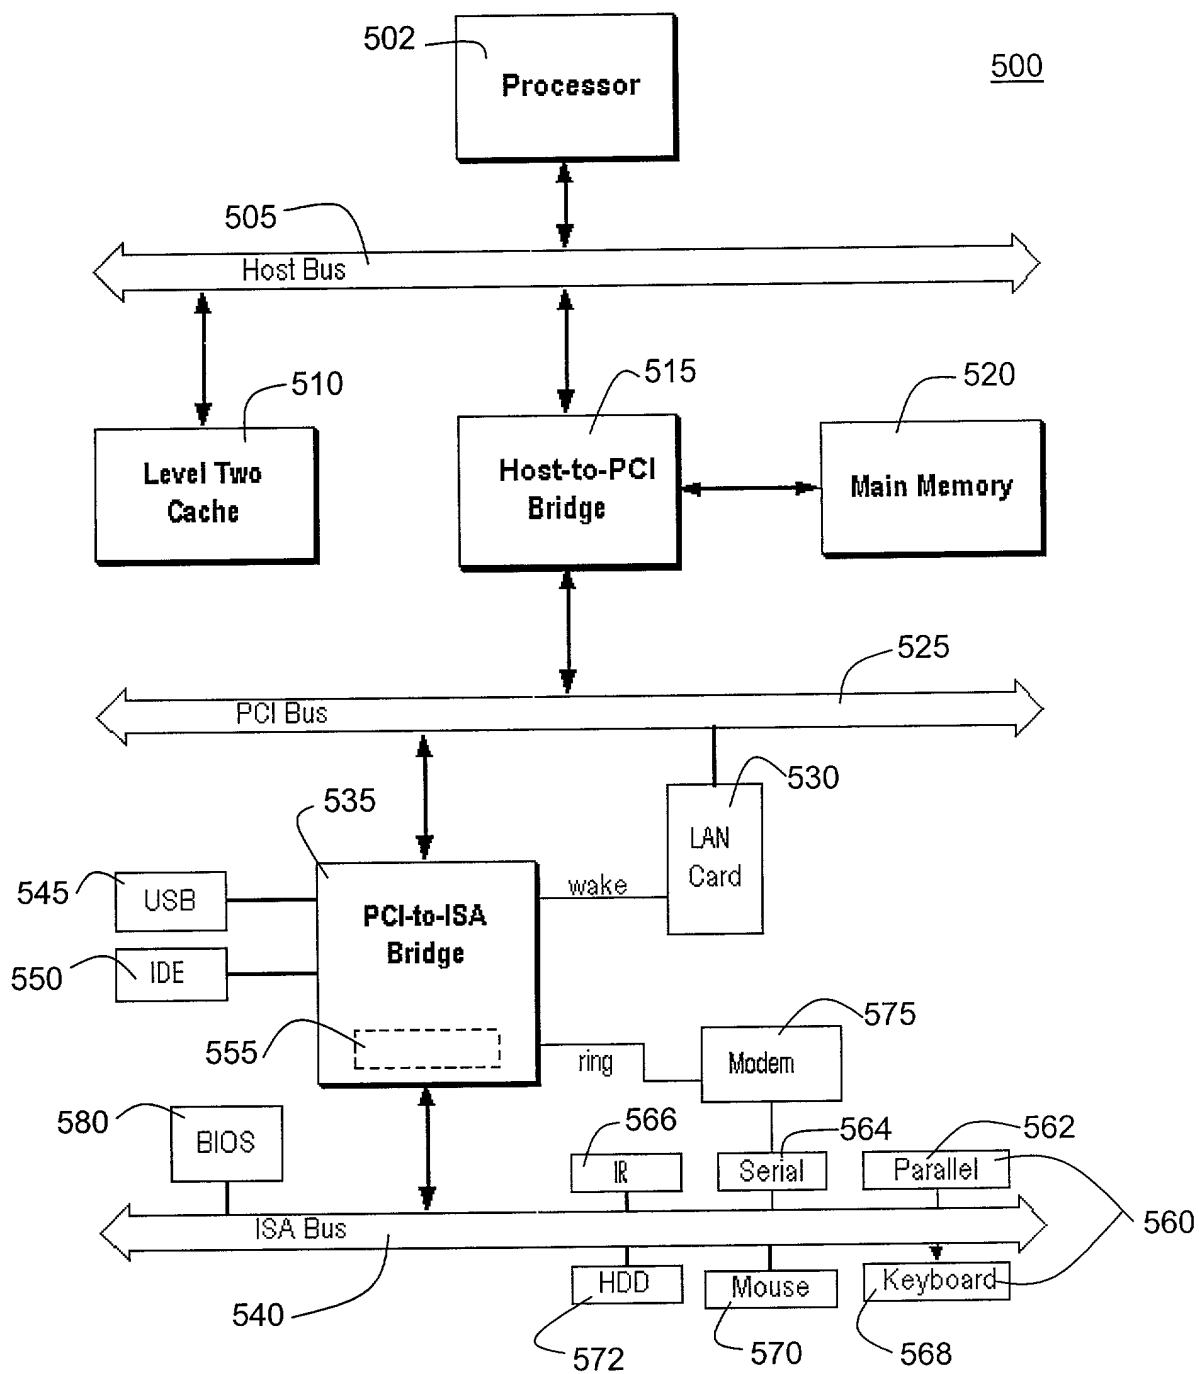 502
Processor
500
505
Host Bus
510
515
520
Level Two
Cache
Host-to-PCI
Bridge
Main Memory
525
PCI Bus
530
535
LAN
Card
545
USB
wake
PCI-to-ISA
Bridge
550
IDE
575
555
ring
Modem
580
BIOS
566
564
562
IR
Serial
Parallel
560
ISA Bus
540
HDD
Mouse
Keyboard
572
570
568